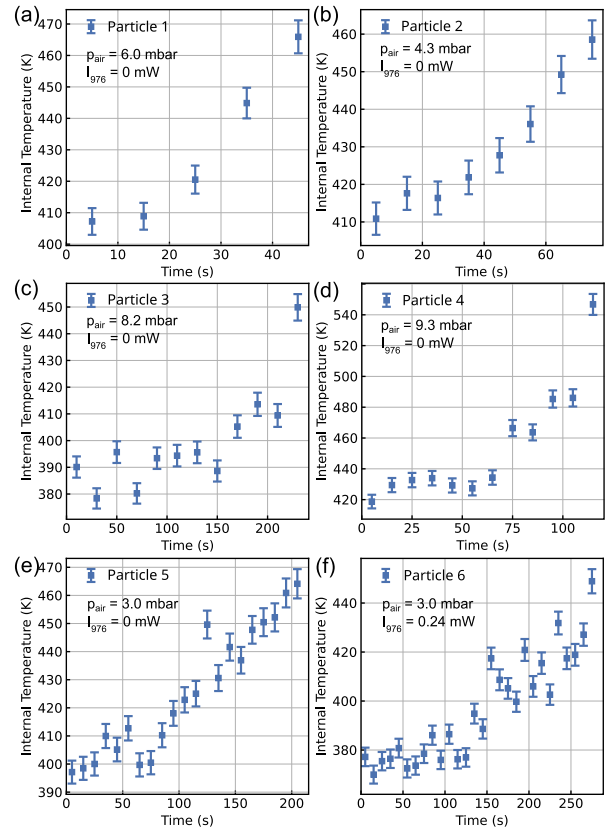 (a)
Particle 1
p_air = 6.0 mbar
I_976 = 0 mW
470
460
450
440
430
420
410
400
Internal Temperature (K)
0 10 20 30 40
Time (s)
(b)
Particle 2
p_air = 4.3 mbar
I_976 = 0 mW
460
450
440
430
420
410
Internal Temperature (K)
0 20 40 60
Time (s)
(c)
Particle 3
p_air = 8.2 mbar
I_976 = 0 mW
450
440
430
420
410
400
390
380
Internal Temperature (K)
0 50 100 150 200
Time (s)
(d)
Particle 4
p_air = 9.3 mbar
I_976 = 0 mW
540
520
500
480
460
440
420
Internal Temperature (K)
0 25 50 75 100
Time (s)
(e)
Particle 5
p_air = 3.0 mbar
I_976 = 0 mW
470
460
450
440
430
420
410
400
390
Internal Temperature (K)
0 50 100 150 200
Time (s)
(f)
Particle 6
p_air = 3.0 mbar
I_976 = 0.24 mW
440
420
400
380
Internal Temperature (K)
0 50 100 150 200 250
Time (s)